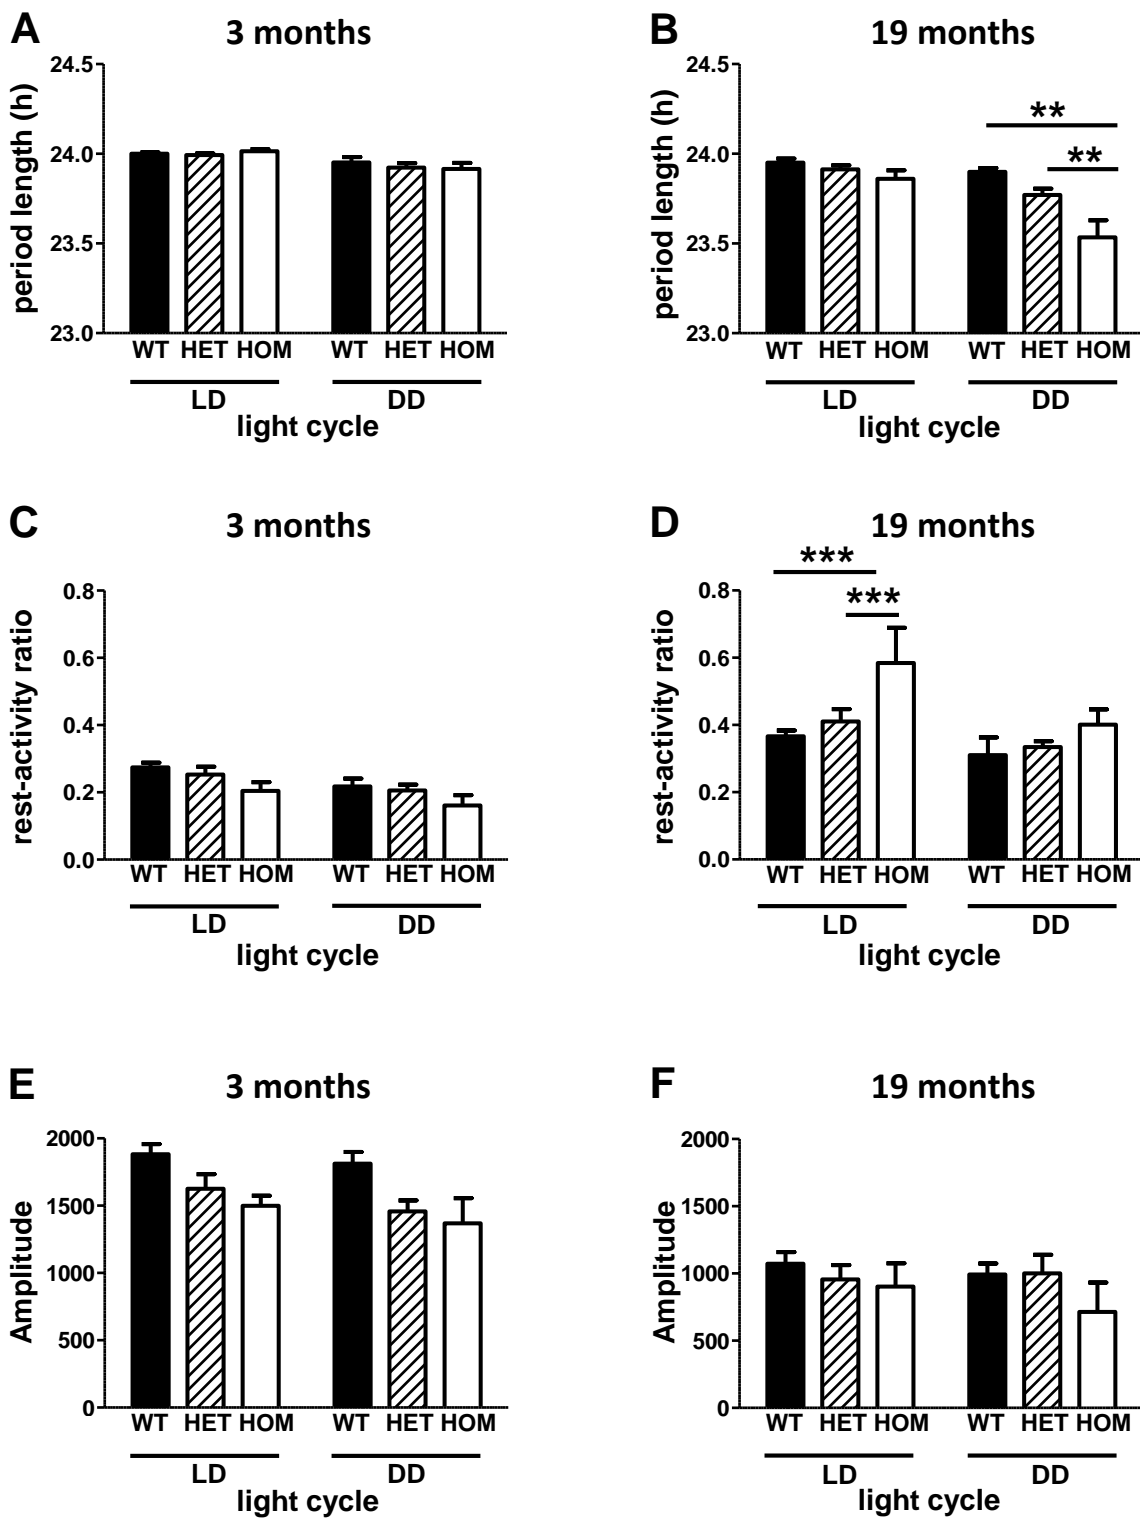 A 3 months
period length (h)
24.5
24.0
23.5
23.0
WT HET HOM WT HET HOM
LD DD
light cycle
B 19 months
period length (h)
24.5
24.0
23.5
23.0
**
**
WT HET HOM WT HET HOM
LD DD
light cycle
C 3 months
rest-activity ratio
0.8
0.6
0.4
0.2
0.0
WT HET HOM WT HET HOM
LD DD
light cycle
D 19 months
rest-activity ratio
0.8
0.6
0.4
0.2
0.0
***
***
WT HET HOM WT HET HOM
LD DD
light cycle
E 3 months
Amplitude
2000
1500
1000
500
0
WT HET HOM WT HET HOM
LD DD
light cycle
F 19 months
Amplitude
2000
1500
1000
500
0
WT HET HOM WT HET HOM
LD DD
light cycle